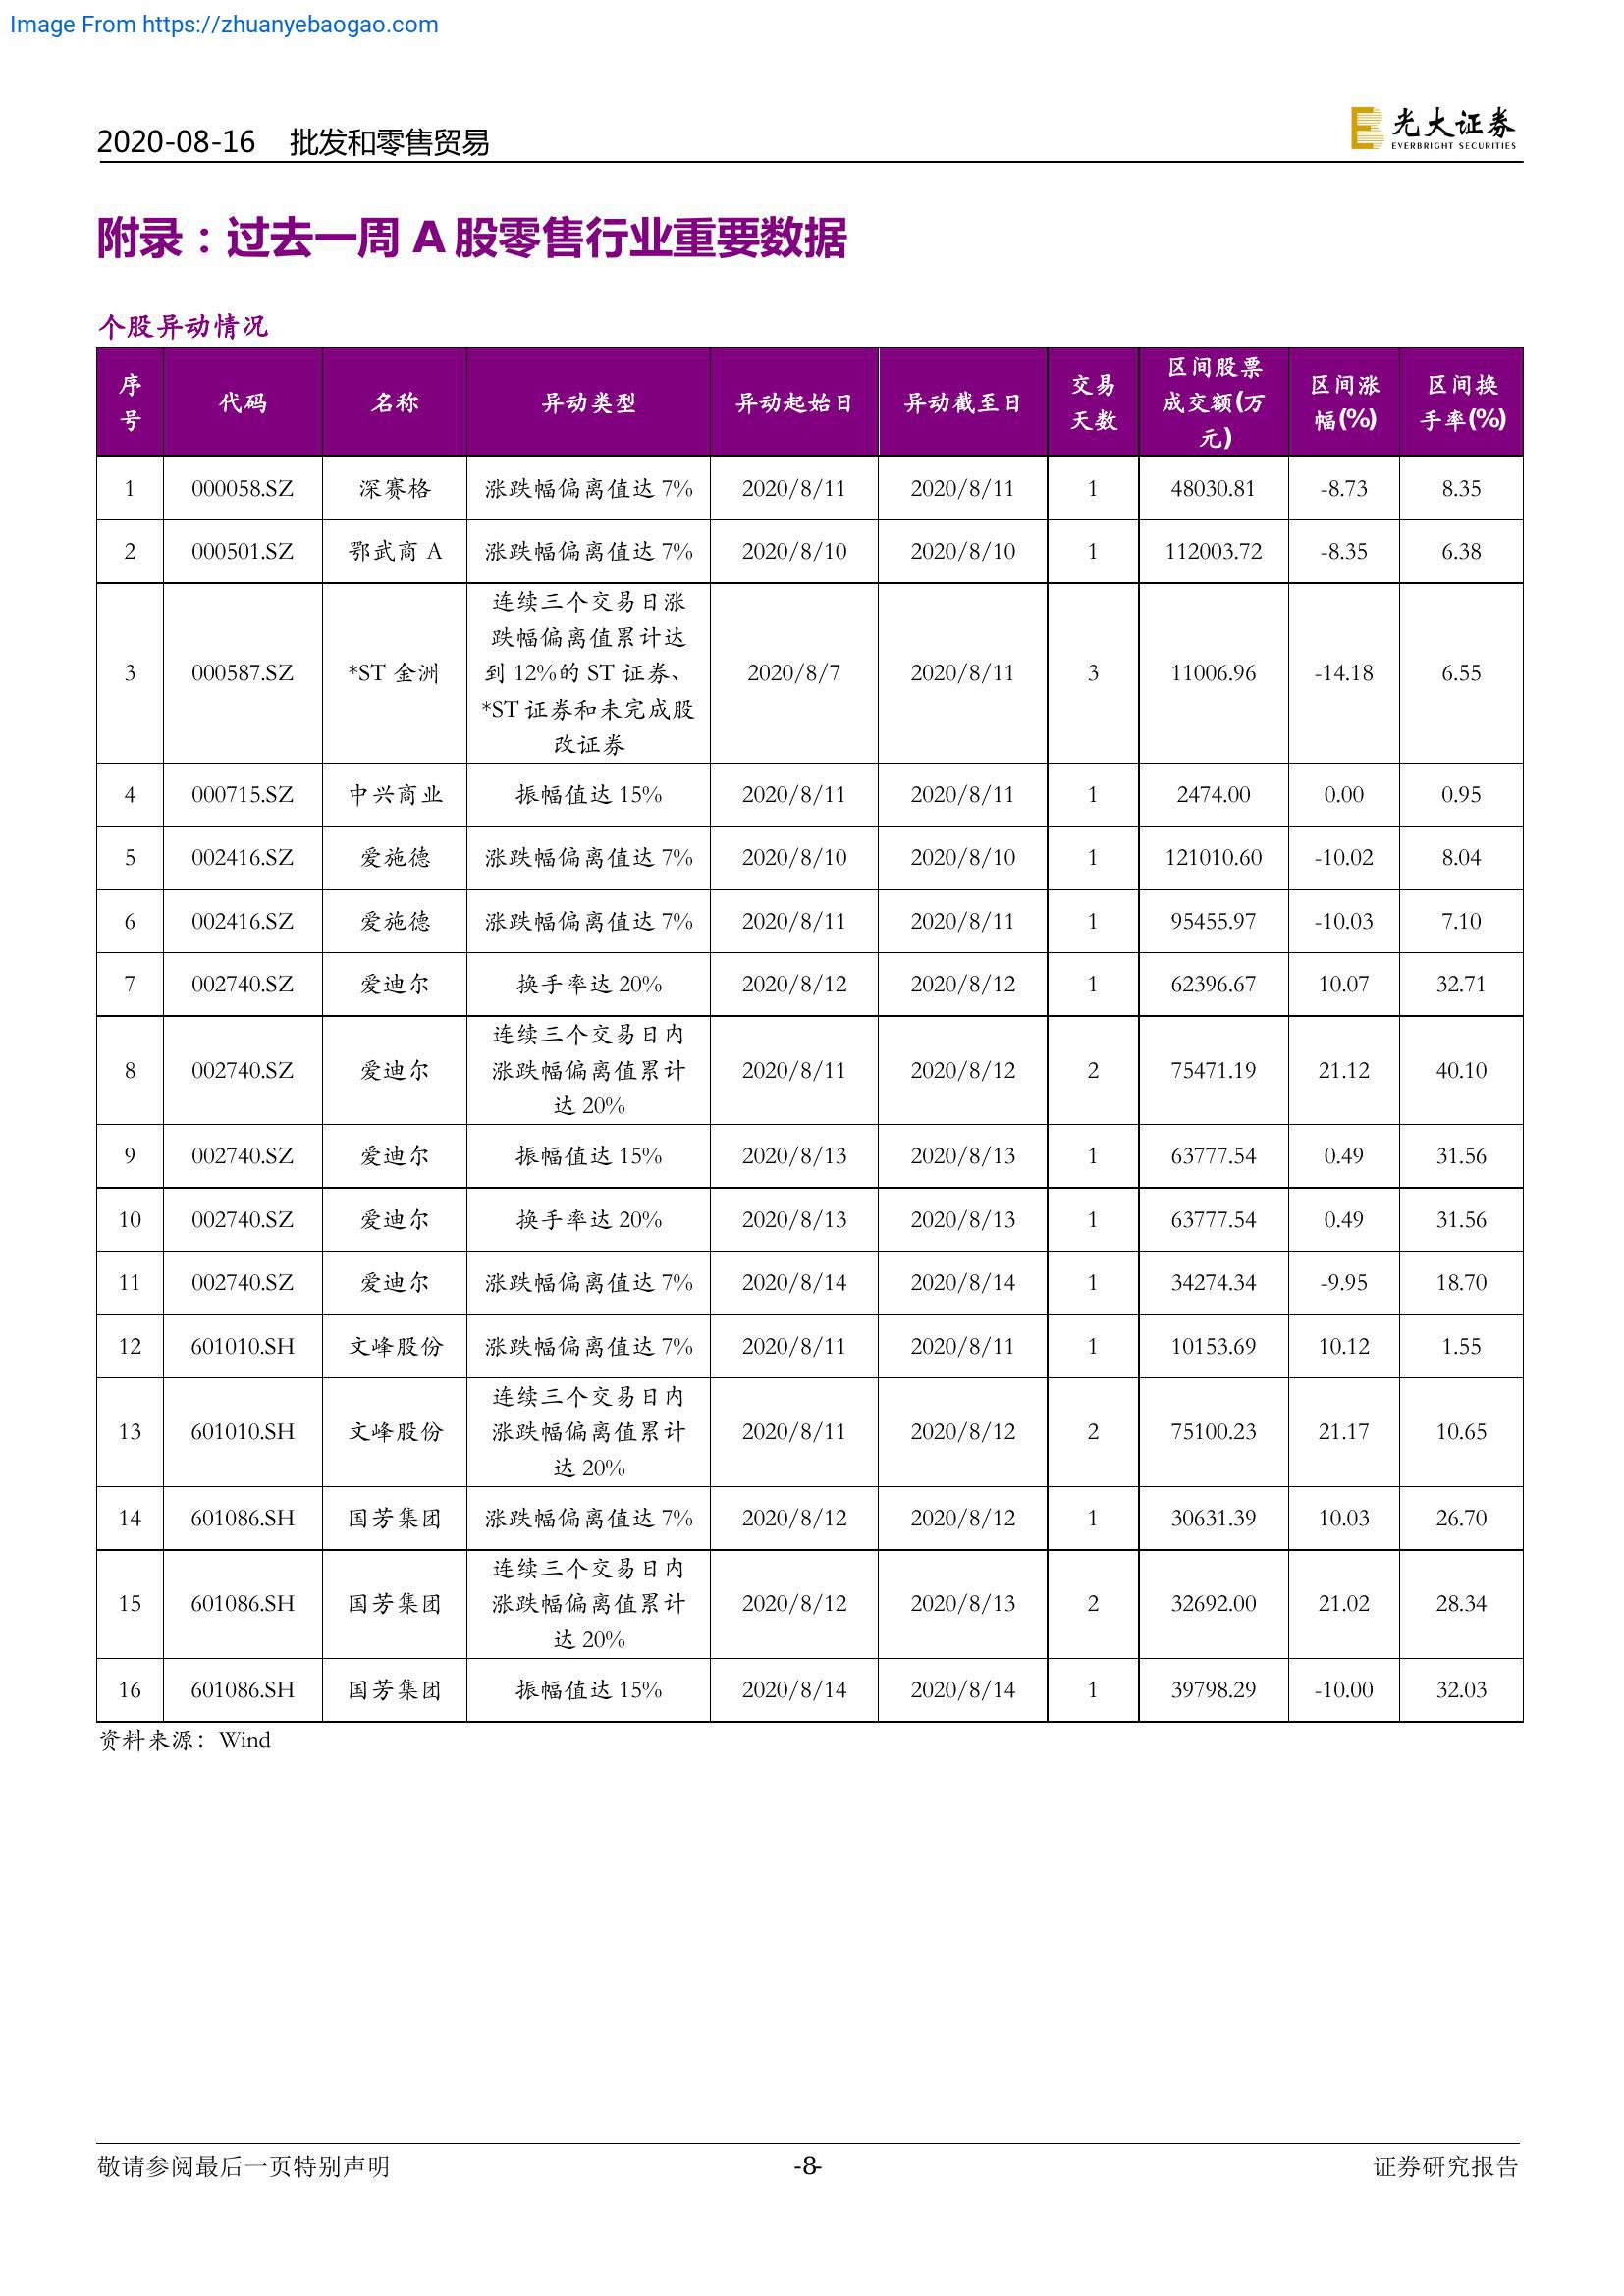 Image From https://zhuanyebaogao.com
2020-08-16 批发和零售贸易
光大证券
EVERBRIGHT SECURITIES
附录：过去一周 A 股零售行业重要数据
个股异动情况
序号 代码 名称 异动类型 异动起始日 异动截至日 交易天数 区间股票成交额(万元) 区间涨幅(%) 区间换手率(%)
1 000058.SZ 深赛格 涨跌幅偏离值达 7% 2020/8/11 2020/8/11 1 48030.81 -8.73 8.35
2 000501.SZ 鄂武商 A 涨跌幅偏离值达 7% 2020/8/10 2020/8/10 1 112003.72 -8.35 6.38
3 000587.SZ *ST 金洲 连续三个交易日涨跌幅偏离值累计达到 12%的 ST 证券、*ST 证券和未完成股改证券 2020/8/7 2020/8/11 3 11006.96 -14.18 6.55
4 000715.SZ 中兴商业 振幅值达 15% 2020/8/11 2020/8/11 1 2474.00 0.00 0.95
5 002416.SZ 爱施德 涨跌幅偏离值达 7% 2020/8/10 2020/8/10 1 121010.60 -10.02 8.04
6 002416.SZ 爱施德 涨跌幅偏离值达 7% 2020/8/11 2020/8/11 1 95455.97 -10.03 7.10
7 002740.SZ 爱迪尔 换手率达 20% 2020/8/12 2020/8/12 1 62396.67 10.07 32.71
8 002740.SZ 爱迪尔 连续三个交易日内涨跌幅偏离值累计达 20% 2020/8/11 2020/8/12 2 75471.19 21.12 40.10
9 002740.SZ 爱迪尔 振幅值达 15% 2020/8/13 2020/8/13 1 63777.54 0.49 31.56
10 002740.SZ 爱迪尔 换手率达 20% 2020/8/13 2020/8/13 1 63777.54 0.49 31.56
11 002740.SZ 爱迪尔 涨跌幅偏离值达 7% 2020/8/14 2020/8/14 1 34274.34 -9.95 18.70
12 601010.SH 文峰股份 涨跌幅偏离值达 7% 2020/8/11 2020/8/11 1 10153.69 10.12 1.55
13 601010.SH 文峰股份 连续三个交易日内涨跌幅偏离值累计达 20% 2020/8/11 2020/8/12 2 75100.23 21.17 10.65
14 601086.SH 国芳集团 涨跌幅偏离值达 7% 2020/8/12 2020/8/12 1 30631.39 10.03 26.70
15 601086.SH 国芳集团 连续三个交易日内涨跌幅偏离值累计达 20% 2020/8/12 2020/8/13 2 32692.00 21.02 28.34
16 601086.SH 国芳集团 振幅值达 15% 2020/8/14 2020/8/14 1 39798.29 -10.00 32.03
资料来源：Wind
敬请参阅最后一页特别声明 -8- 证券研究报告